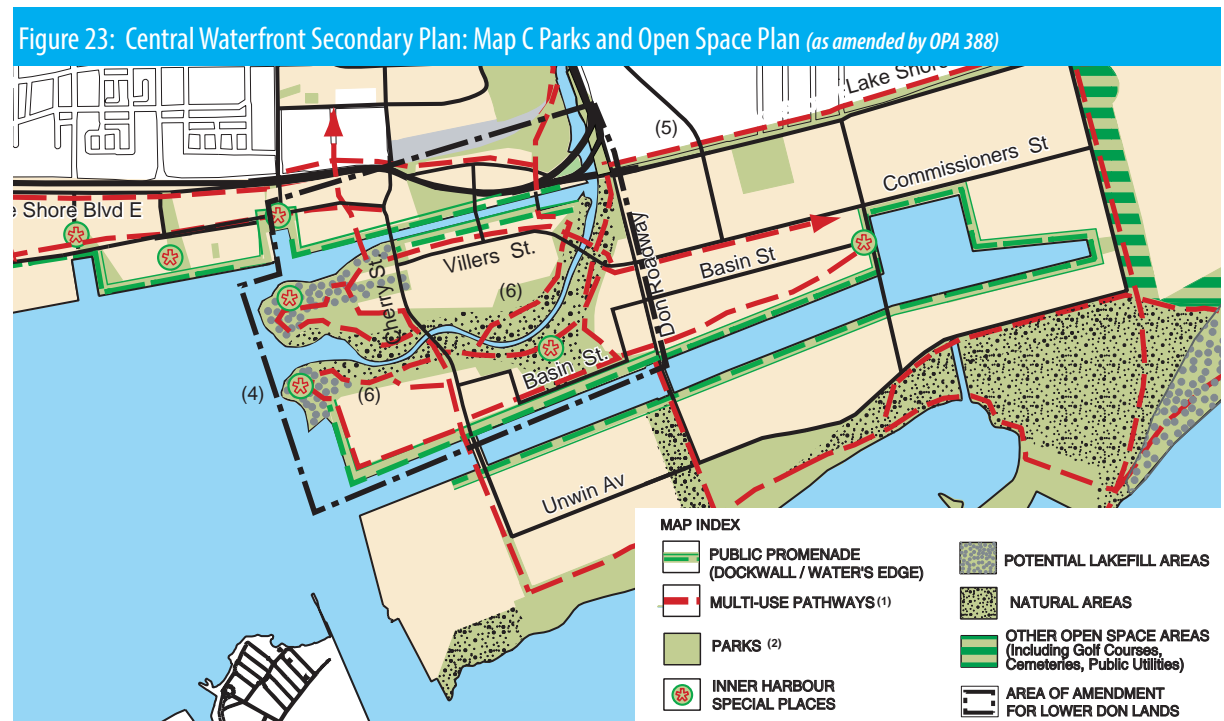 Figure 23: Central Waterfront Secondary Plan: Map C Parks and Open Space Plan (as amended by OPA 388)
Lake Shore
(5)
Commissioners St
e Shore Blvd E
Villers St.
Cherry St.
Don Roadway
Basin St
(6)
Basin St.
(4)
(6)
Unwin Av
MAP INDEX
PUBLIC PROMENADE
(DOCKWALL / WATER'S EDGE)
MULTI-USE PATHWAYS (1)
PARKS (2)
INNER HARBOUR
SPECIAL PLACES
POTENTIAL LAKEFILL AREAS
NATURAL AREAS
OTHER OPEN SPACE AREAS
(Including Golf Courses,
Cemeteries, Public Utilities)
AREA OF AMENDMENT
FOR LOWER DON LANDS